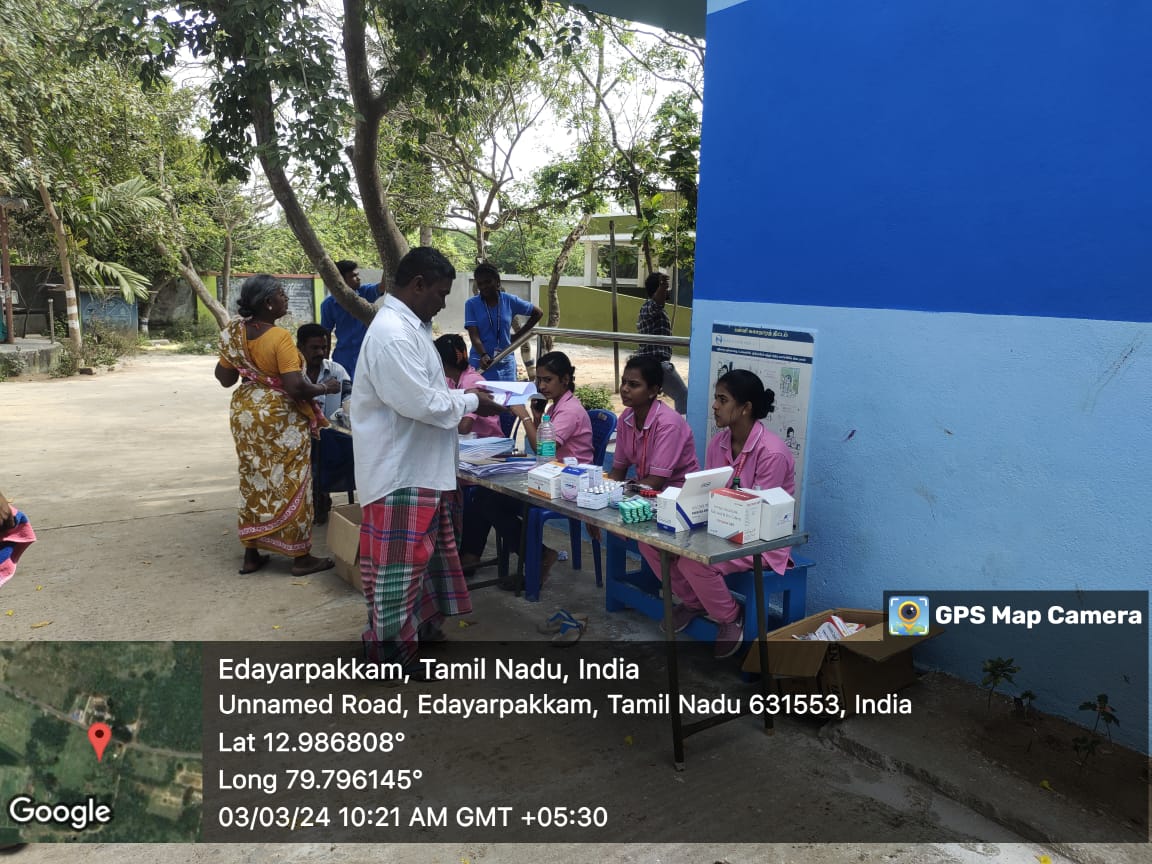 GPS Map Camera
Edayarpakkam, Tamil Nadu, India
Unnamed Road, Edayarpakkam, Tamil Nadu 631553, India
Lat 12.986808°
Long 79.796145°
03/03/24 10:21 AM GMT +05:30
Google